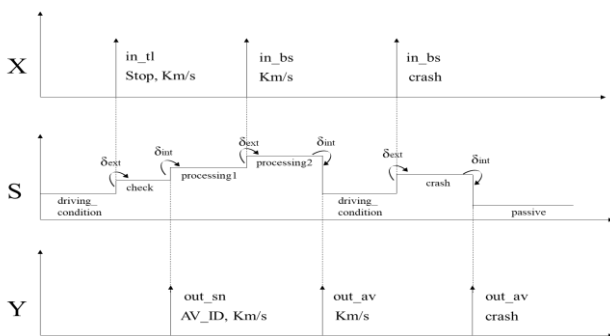 X
in_tl
Stop, Km/s
in_bs
Km/s
in_bs
crash
S
driving_
condition
δext
check
δint
processing1
δext
processing2
δint
driving_
condition
δext
crash
δint
passive
Y
out_sn
AV_ID, Km/s
out_av
Km/s
out_av
crash